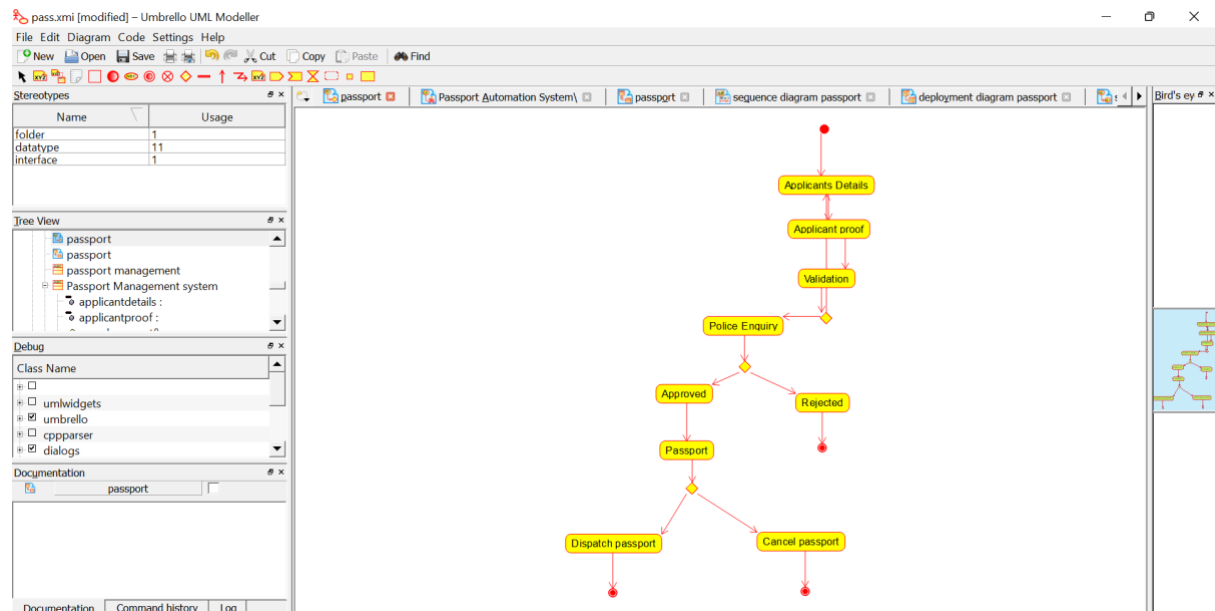 pass.xmi [modified] – Umbrello UML Modeller
File Edit Diagram Code Settings Help
New Open Save Cut Copy Paste Find
Stereotypes
Name Usage
folder 1
datatype 11
interface 1
Tree View
passport
passport
passport management
Passport Management system
applicantdetails :
applicantproof :
Debug
Class Name
umlwidgets
umbrello
cppparser
dialogs
Documentation
passport
Documentation Command history Log
passport Passport Automation System\ passport sequence diagram passport deployment diagram passport
Applicants Details
Applicant proof
Validation
Police Enquiry
Approved
Rejected
Passport
Dispatch passport
Cancel passport
Bird's ey